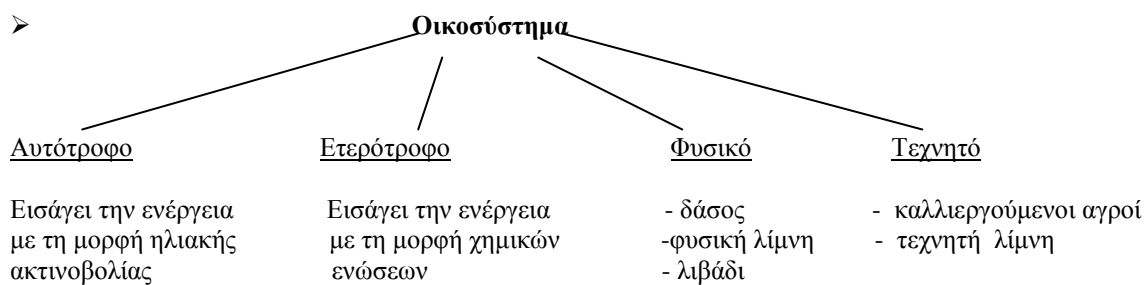 ➢ Οικοσύστημα
Αυτότροφο Ετερότροφο Φυσικό Τεχνητό
Εισάγει την ενέργεια Εισάγει την ενέργεια - δάσος - καλλιεργούμενοι αγροί
με τη μορφή ηλιακής με τη μορφή χημικών -φυσική λίμνη - τεχνητή λίμνη
ακτινοβολίας ενώσεων - λιβάδι